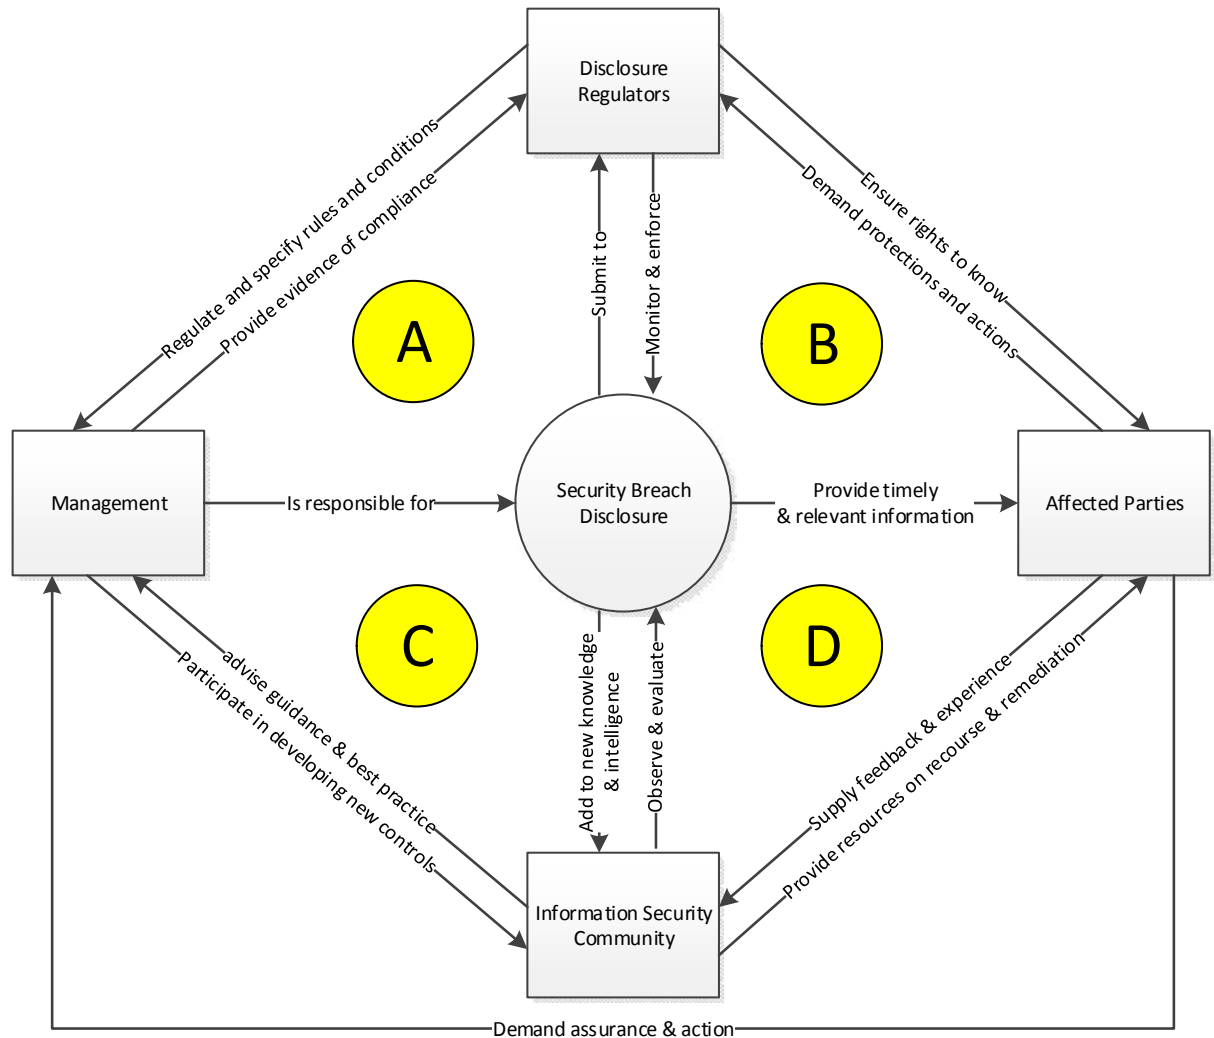 Disclosure
Regulators
Regulate and specify rules and conditions
Provide evidence of compliance
Submit to
Monitor & enforce
Ensure rights to know
Demand protections and actions
A
B
Management
Is responsible for
Security Breach
Disclosure
Provide timely
& relevant information
Affected Parties
C
D
advise guidance & best practice
Participate in developing new controls
Add to new knowledge
& intelligence
Observe & evaluate
Supply feedback & experience
Provide resources on recourse & remediation
Information Security
Community
Demand assurance & action